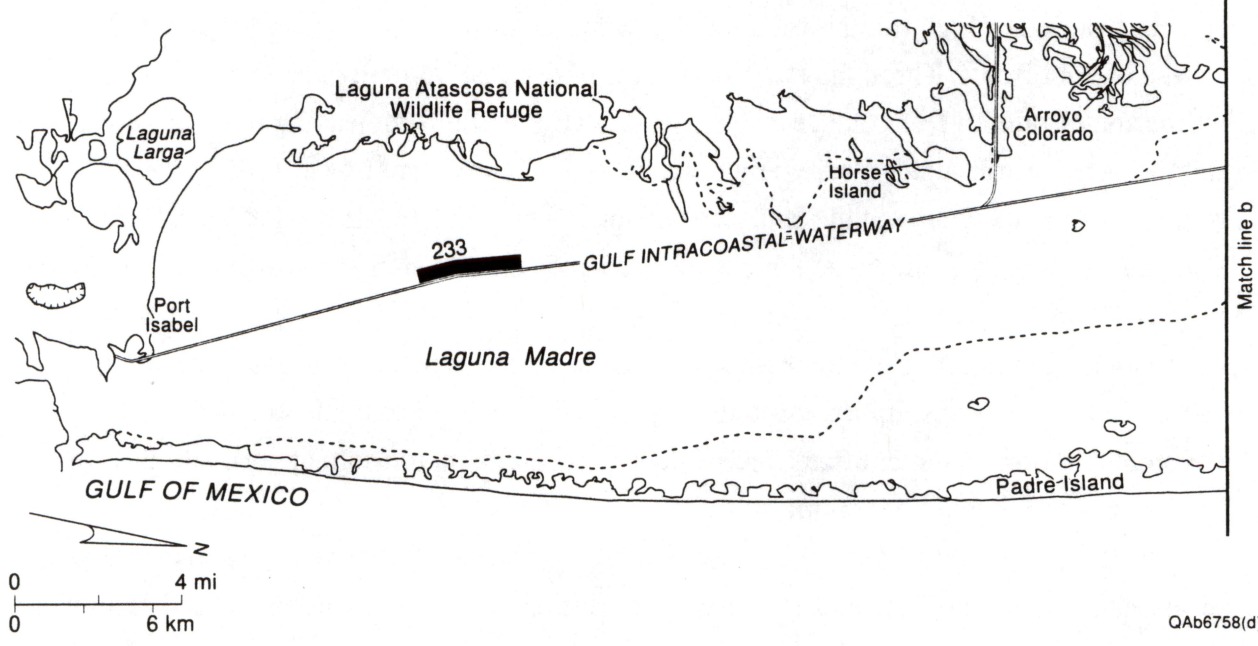 Laguna Atascosa National
Wildlife Refuge
Laguna
Larga
Arroyo
Colorado
Horse
Island
233
GULF INTRACOASTAL WATERWAY
Match line b
Port
Isabel
Laguna Madre
Padre Island
GULF OF MEXICO
N
0 4 mi
0 6 km
QAb6758(d